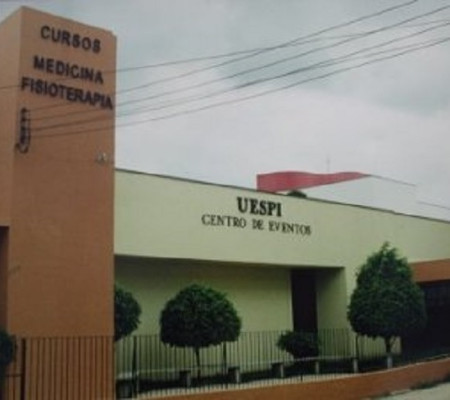 CURSOS
MEDICINA
FISIOTERAPIA
UESPI
CENTRO DE EVENTOS